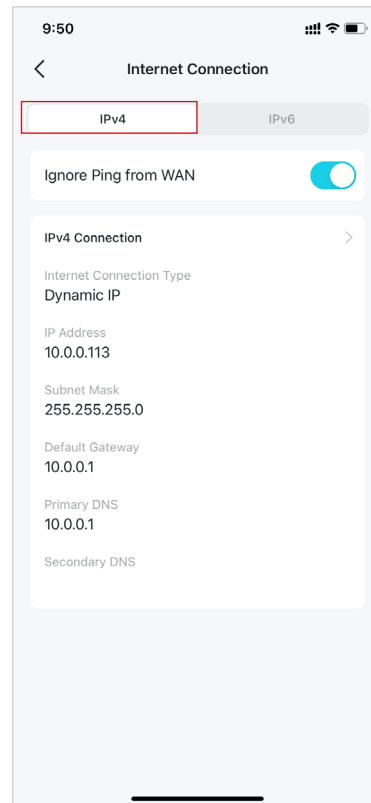 9:50
Internet Connection
IPv4
IPv6
Ignore Ping from WAN
IPv4 Connection
Internet Connection Type
Dynamic IP
IP Address
10.0.0.113
Subnet Mask
255.255.255.0
Default Gateway
10.0.0.1
Primary DNS
10.0.0.1
Secondary DNS